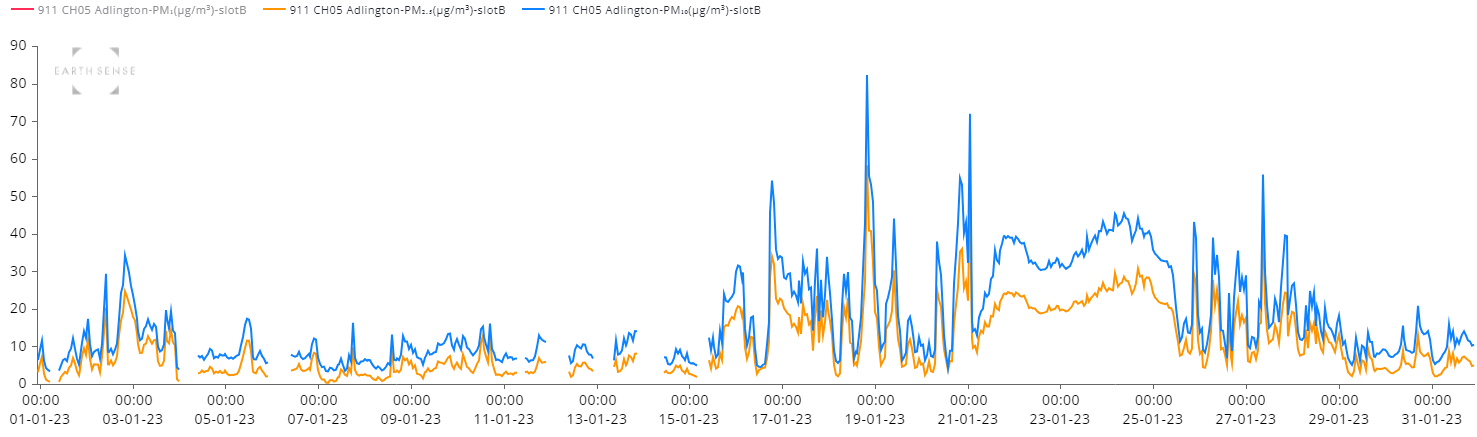 911 CH05 Adlington-PM₁(µg/m³)-slotB 911 CH05 Adlington-PM₂.₅(µg/m³)-slotB 911 CH05 Adlington-PM₁₀(µg/m³)-slotB
90
EARTH SENSE
80
70
60
50
40
30
20
10
0
00:00 00:00 00:00 00:00 00:00 00:00 00:00 00:00 00:00 00:00 00:00 00:00 00:00 00:00 00:00 00:00
01-01-23 03-01-23 05-01-23 07-01-23 09-01-23 11-01-23 13-01-23 15-01-23 17-01-23 19-01-23 21-01-23 23-01-23 25-01-23 27-01-23 29-01-23 31-01-23